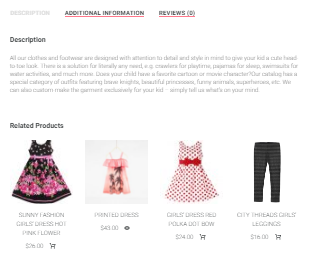 DESCRIPTION ADDITIONAL INFORMATION REVIEWS (0)
Description
All our clothes and footwear are designed with attention to detail and style in mind to give your kid a cute head
to toe look. There is a solution for literally any need, e.g. crawlers for playtime, pajamas for sleep, swimsuits for
water activities, and much more. Does your child have a favorite cartoon or movie character? Our catalog has a
special category of outfits featuring brave knights, beautiful princesses, funny animals, superheroes, etc. We
can also custom make the garment exclusively for your kid – simply tell us what's on your mind.
Related Products
SUNNY FASHION
GIRLS' DRESS HOT
PINK FLOWER
$26.00
PRINTED DRESS
$43.00
GIRLS' DRESS RED
POLKA DOT BOW
$24.00
CITY THREADS GIRLS'
LEGGINGS
$16.00